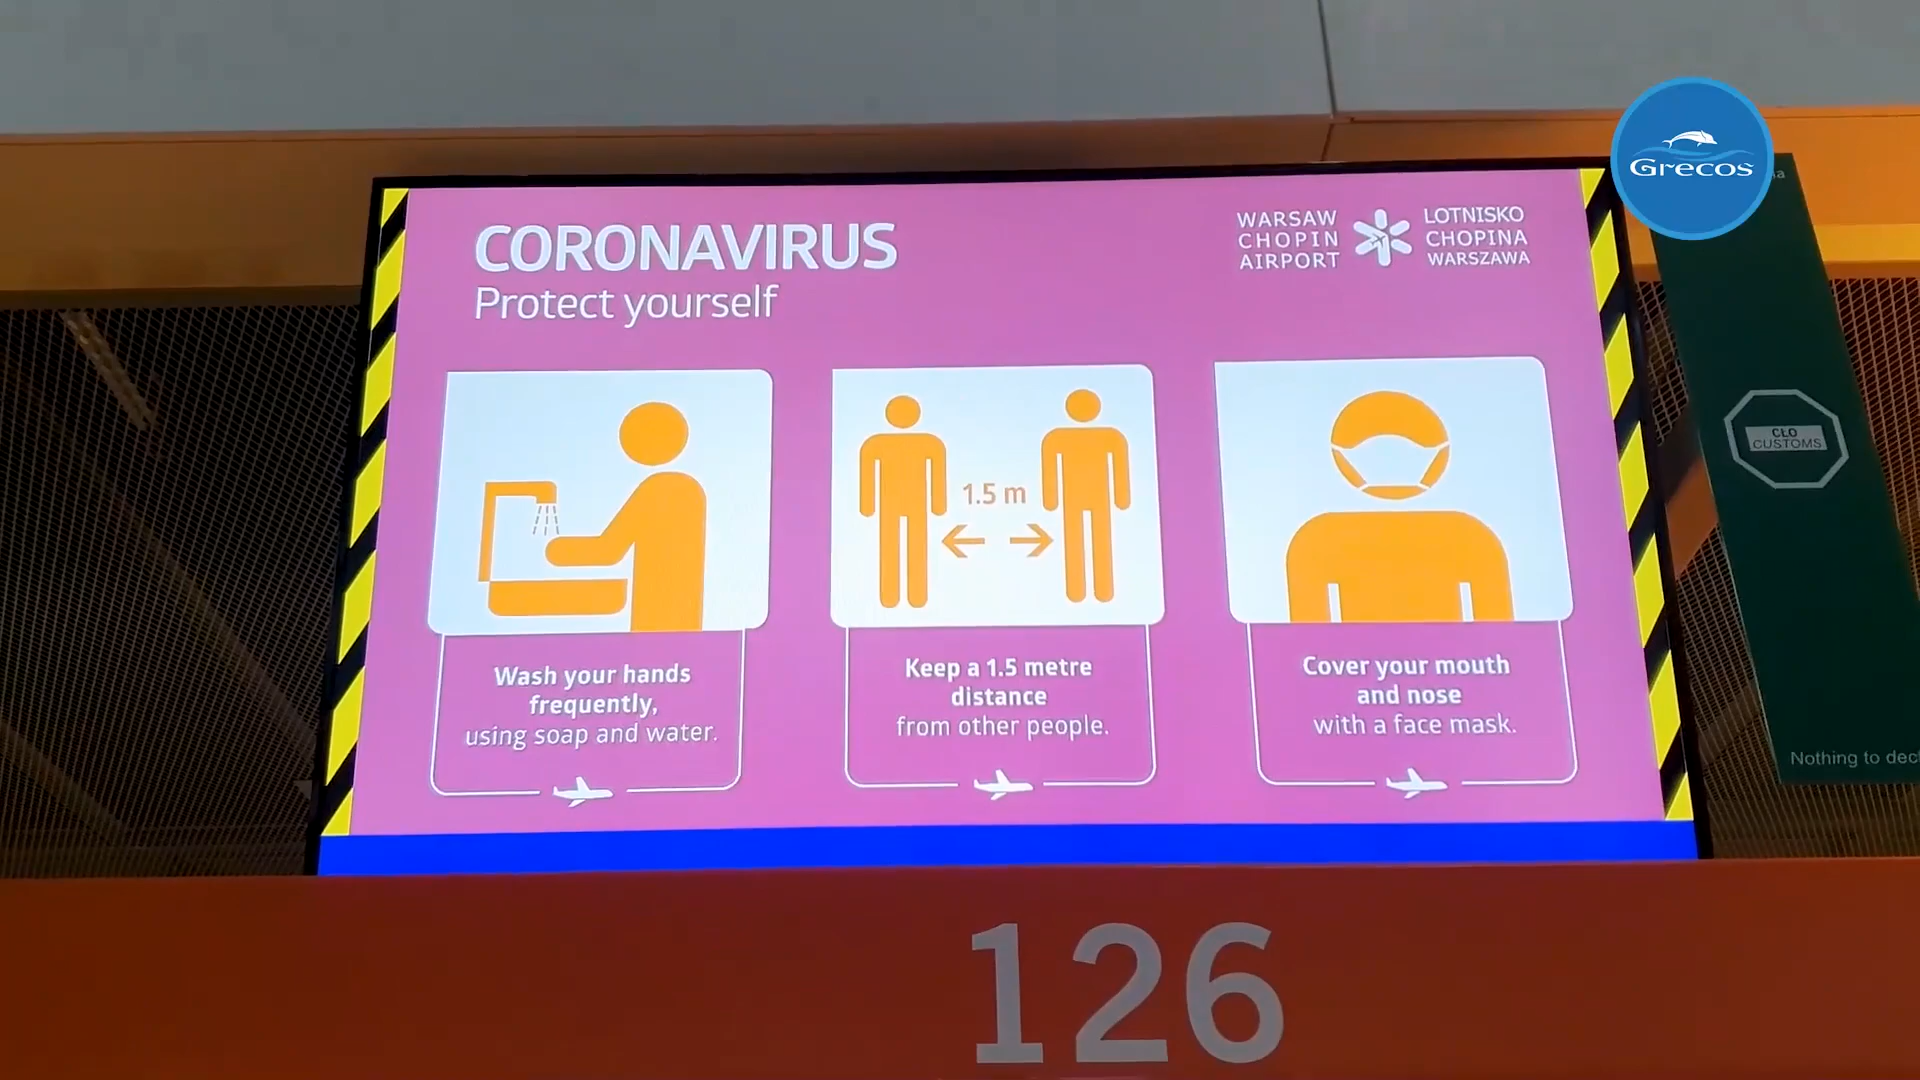 CORONAVIRUS
Protect yourself
WARSAW
CHOPIN
AIRPORT
LOTNISKO
CHOPINA
WARSZAWA
Grecos
1.5 m
Wash your hands
frequently,
using soap and water.
Keep a 1.5 metre
distance
from other people.
Cover your mouth
and nose
with a face mask.
CŁO
CUSTOMS
Nothing to
126